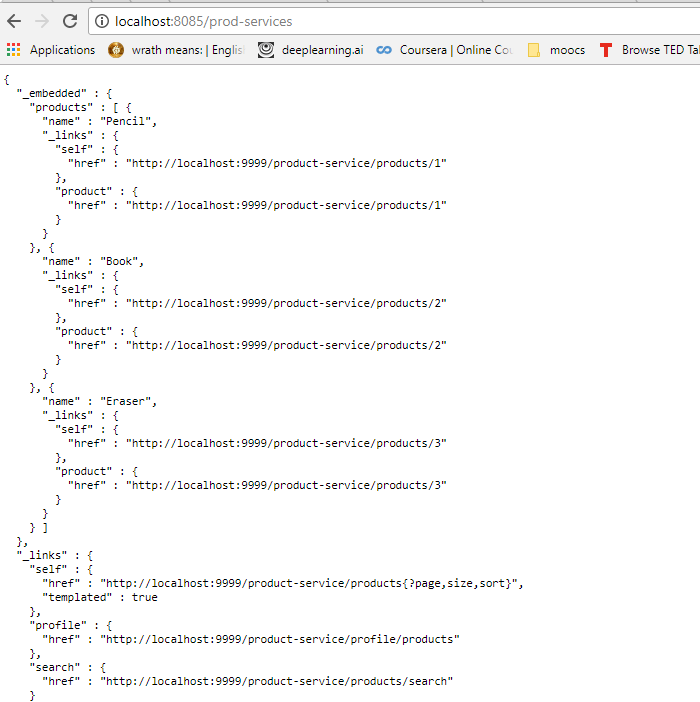 localhost:8085/prod-services
Applications wrath means: | Englis deeplearning.ai Coursera | Online Co moocs Browse TED Tal
{
  "_embedded" : {
    "products" : [ {
      "name" : "Pencil",
      "_links" : {
        "self" : {
          "href" : "http://localhost:9999/product-service/products/1"
        },
        "product" : {
          "href" : "http://localhost:9999/product-service/products/1"
        }
      }
    }, {
      "name" : "Book",
      "_links" : {
        "self" : {
          "href" : "http://localhost:9999/product-service/products/2"
        },
        "product" : {
          "href" : "http://localhost:9999/product-service/products/2"
        }
      }
    }, {
      "name" : "Eraser",
      "_links" : {
        "self" : {
          "href" : "http://localhost:9999/product-service/products/3"
        },
        "product" : {
          "href" : "http://localhost:9999/product-service/products/3"
        }
      }
    } ]
  },
  "_links" : {
    "self" : {
      "href" : "http://localhost:9999/product-service/products{?page,size,sort}",
      "templated" : true
    },
    "profile" : {
      "href" : "http://localhost:9999/product-service/profile/products"
    },
    "search" : {
      "href" : "http://localhost:9999/product-service/products/search"
    }